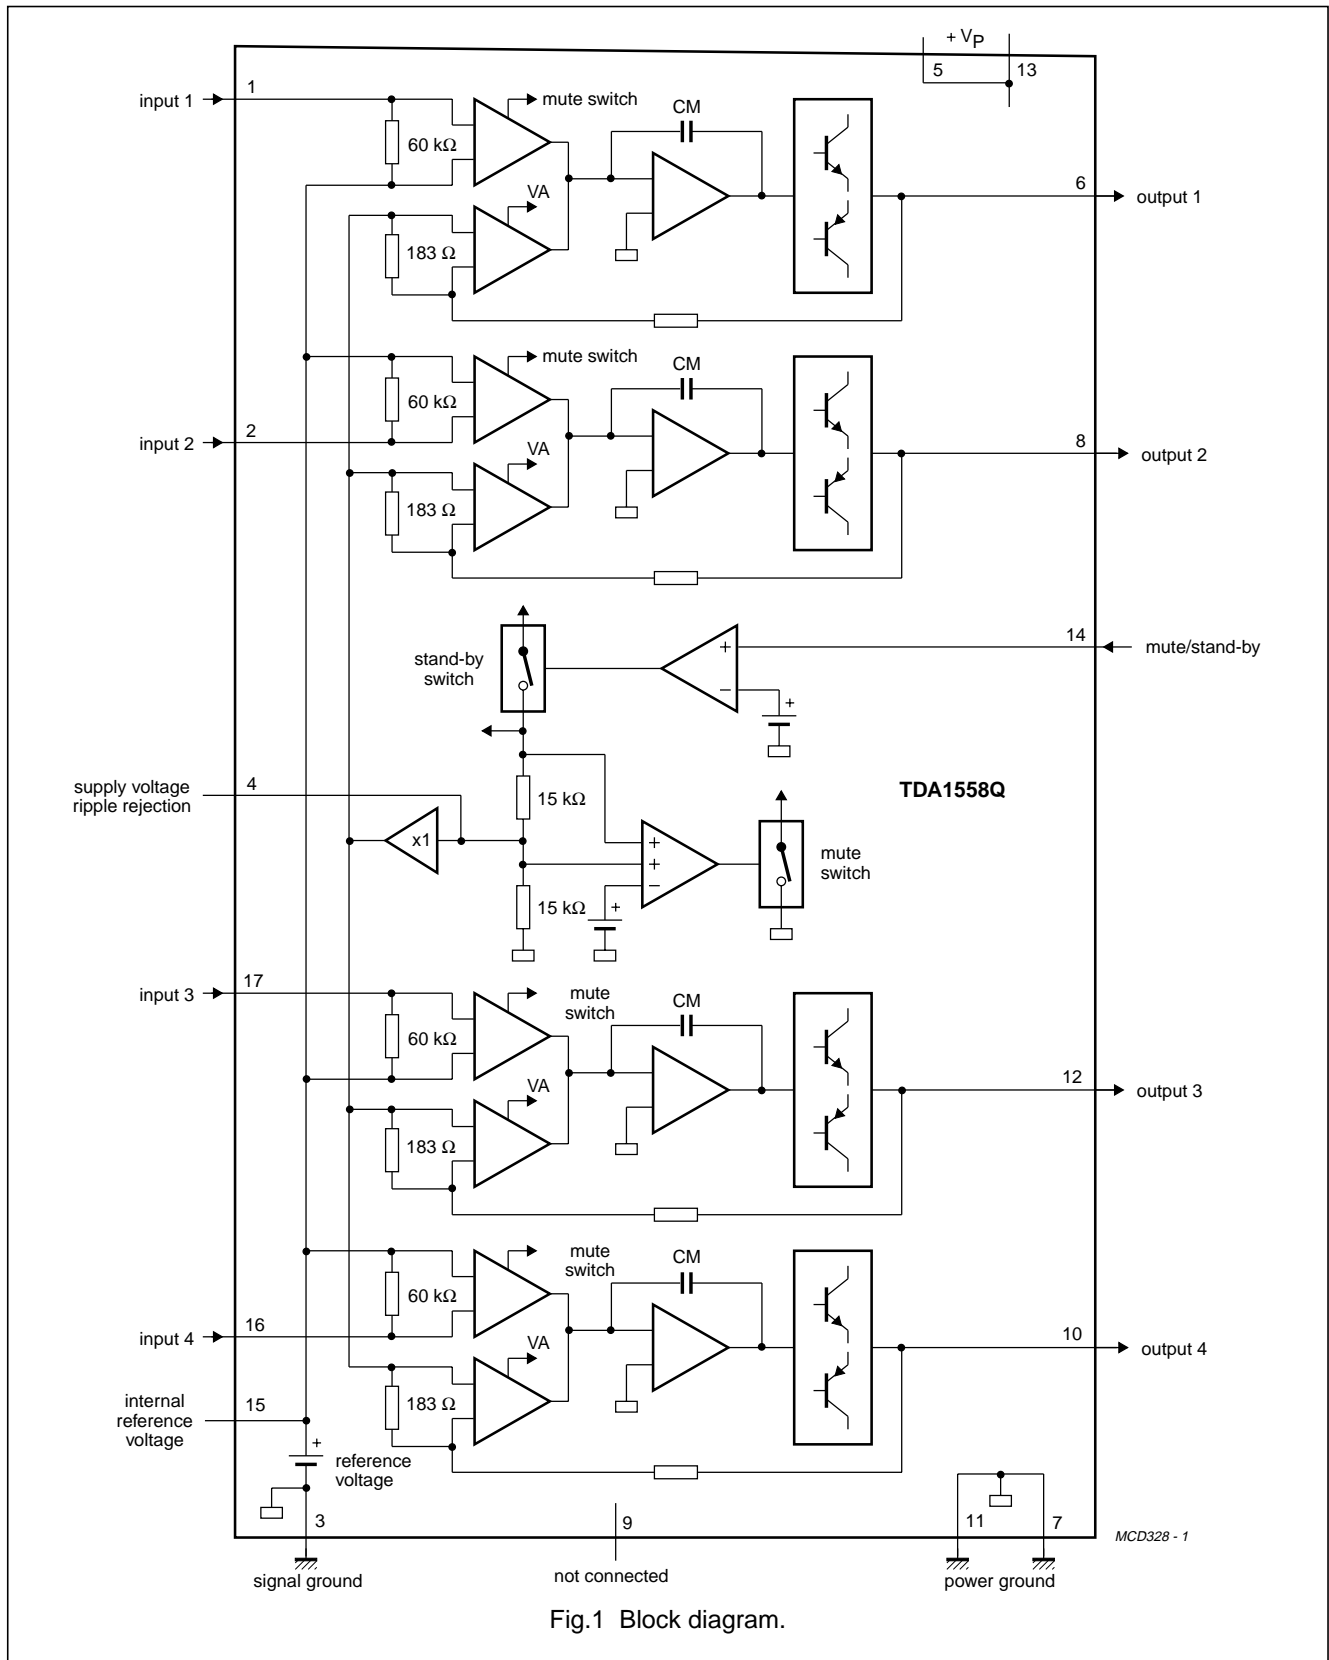 + VP
5
13
input 1
1
mute switch
CM
60 kΩ
VA
6
output 1
183 Ω
mute switch
CM
60 kΩ
input 2
2
VA
8
output 2
183 Ω
14
mute/stand-by
stand-by
switch
+
−
+
supply voltage
ripple rejection
4
15 kΩ
TDA1558Q
x1
+
+
−
mute
switch
15 kΩ
+
input 3
17
mute
switch
CM
60 kΩ
VA
12
output 3
183 Ω
mute
switch
CM
60 kΩ
input 4
16
VA
10
output 4
183 Ω
internal
reference
voltage
15
+
reference
voltage
3
9
11
7
MCD328 - 1
signal ground
not connected
power ground
Fig.1 Block diagram.